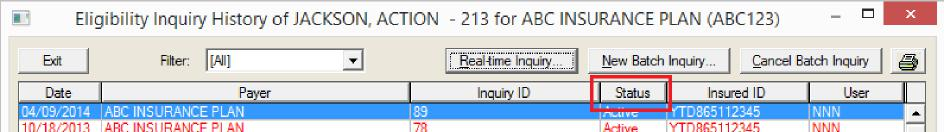 Eligibility Inquiry History of JACKSON, ACTION - 213 for ABC INSURANCE PLAN (ABC123)
Exit Filter: [All] Real-time Inquiry... New Batch Inquiry... Cancel Batch Inquiry
Date Payer Inquiry ID Status Insured ID User
04/09/2014 ABC INSURANCE PLAN 89 Active YTD865112345 NNN
10/18/2013 ABC INSURANCE PLAN 78 Active YTD865112345 NNN